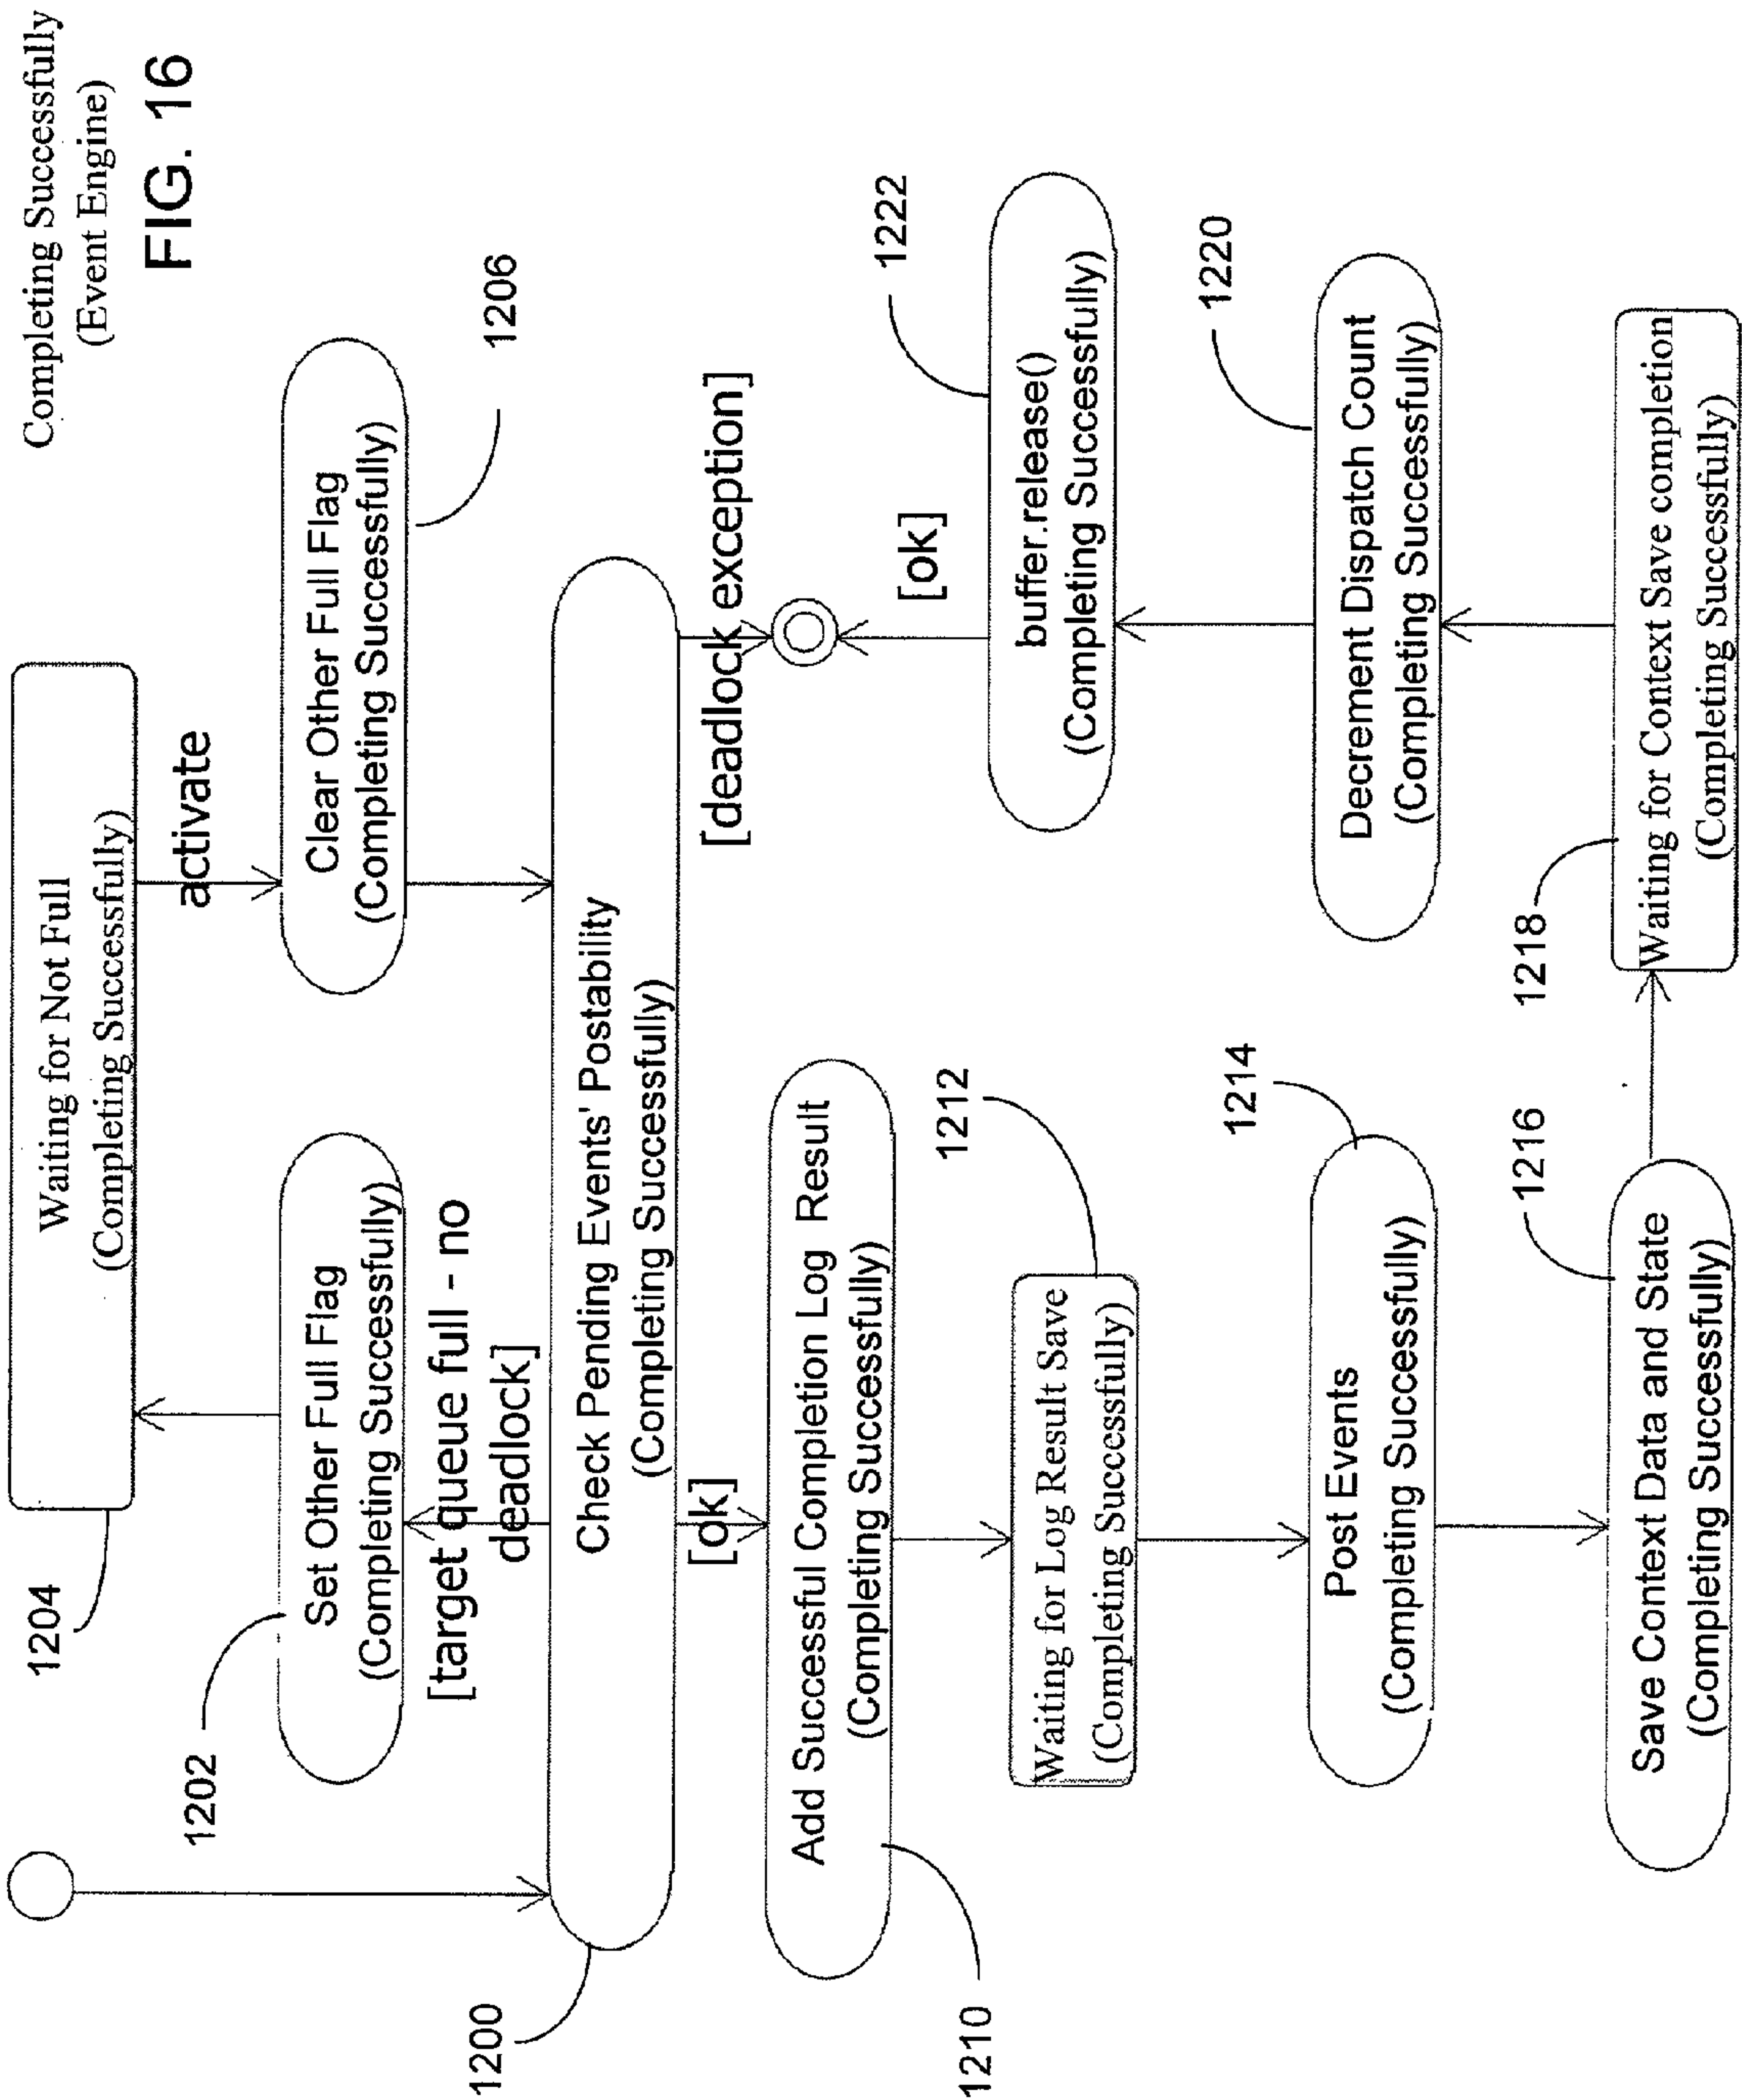 Completing Successfully
(Event Engine)
FIG. 16
1204
Waiting for Not Full
(Completing Successfully)
activate
1202
Set Other Full Flag
(Completing Successfully)
Clear Other Full Flag
(Completing Successfully)
1206
[target queue full - no
deadlock]
1200
Check Pending Events' Postability
(Completing Successfully)
[ok]
[deadlock exception]
1210
Add Successful Completion Log Result
(Completing Successfully)
[ok]
1212
Waiting for Log Result Save
(Completing Successfully)
buffer.release()
(Completing Successfully)
1222
1214
Post Events
(Completing Successfully)
Decrement Dispatch Count
(Completing Successfully)
1220
1216
Save Context Data and State
(Completing Successfully)
1218
Waiting for Context Save completion
(Completing Successfully)